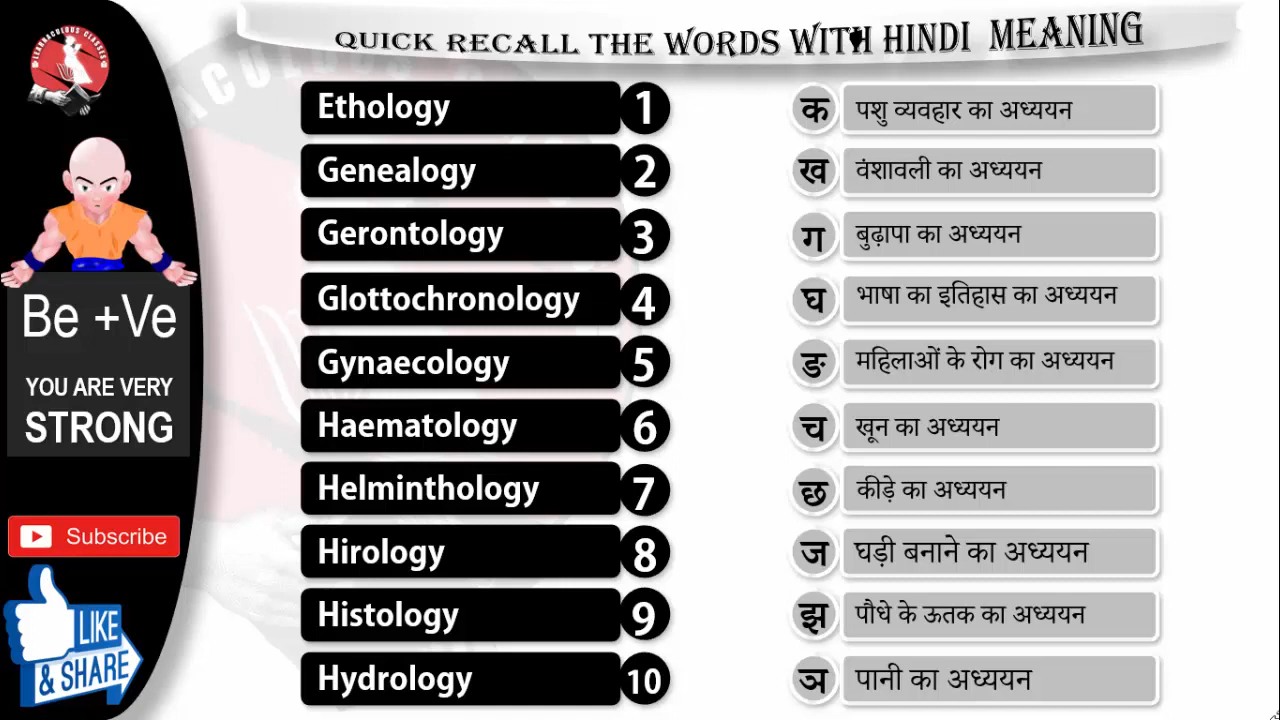 QUICK RECALL THE WORDS WITH HINDI MEANING
LEARNACULOUS CLASSES
Be +Ve
YOU ARE VERY
STRONG
Subscribe
LIKE
& SHARE
Ethology 1 क पशु व्यवहार का अध्ययन
Genealogy 2 ख वंशावली का अध्ययन
Gerontology 3 ग बुढ़ापा का अध्ययन
Glottochronology 4 घ भाषा का इतिहास का अध्ययन
Gynaecology 5 ङ महिलाओं के रोग का अध्ययन
Haematology 6 च खून का अध्ययन
Helminthology 7 छ कीड़े का अध्ययन
Hirology 8 ज घड़ी बनाने का अध्ययन
Histology 9 झ पौधे के ऊतक का अध्ययन
Hydrology 10 ञ पानी का अध्ययन